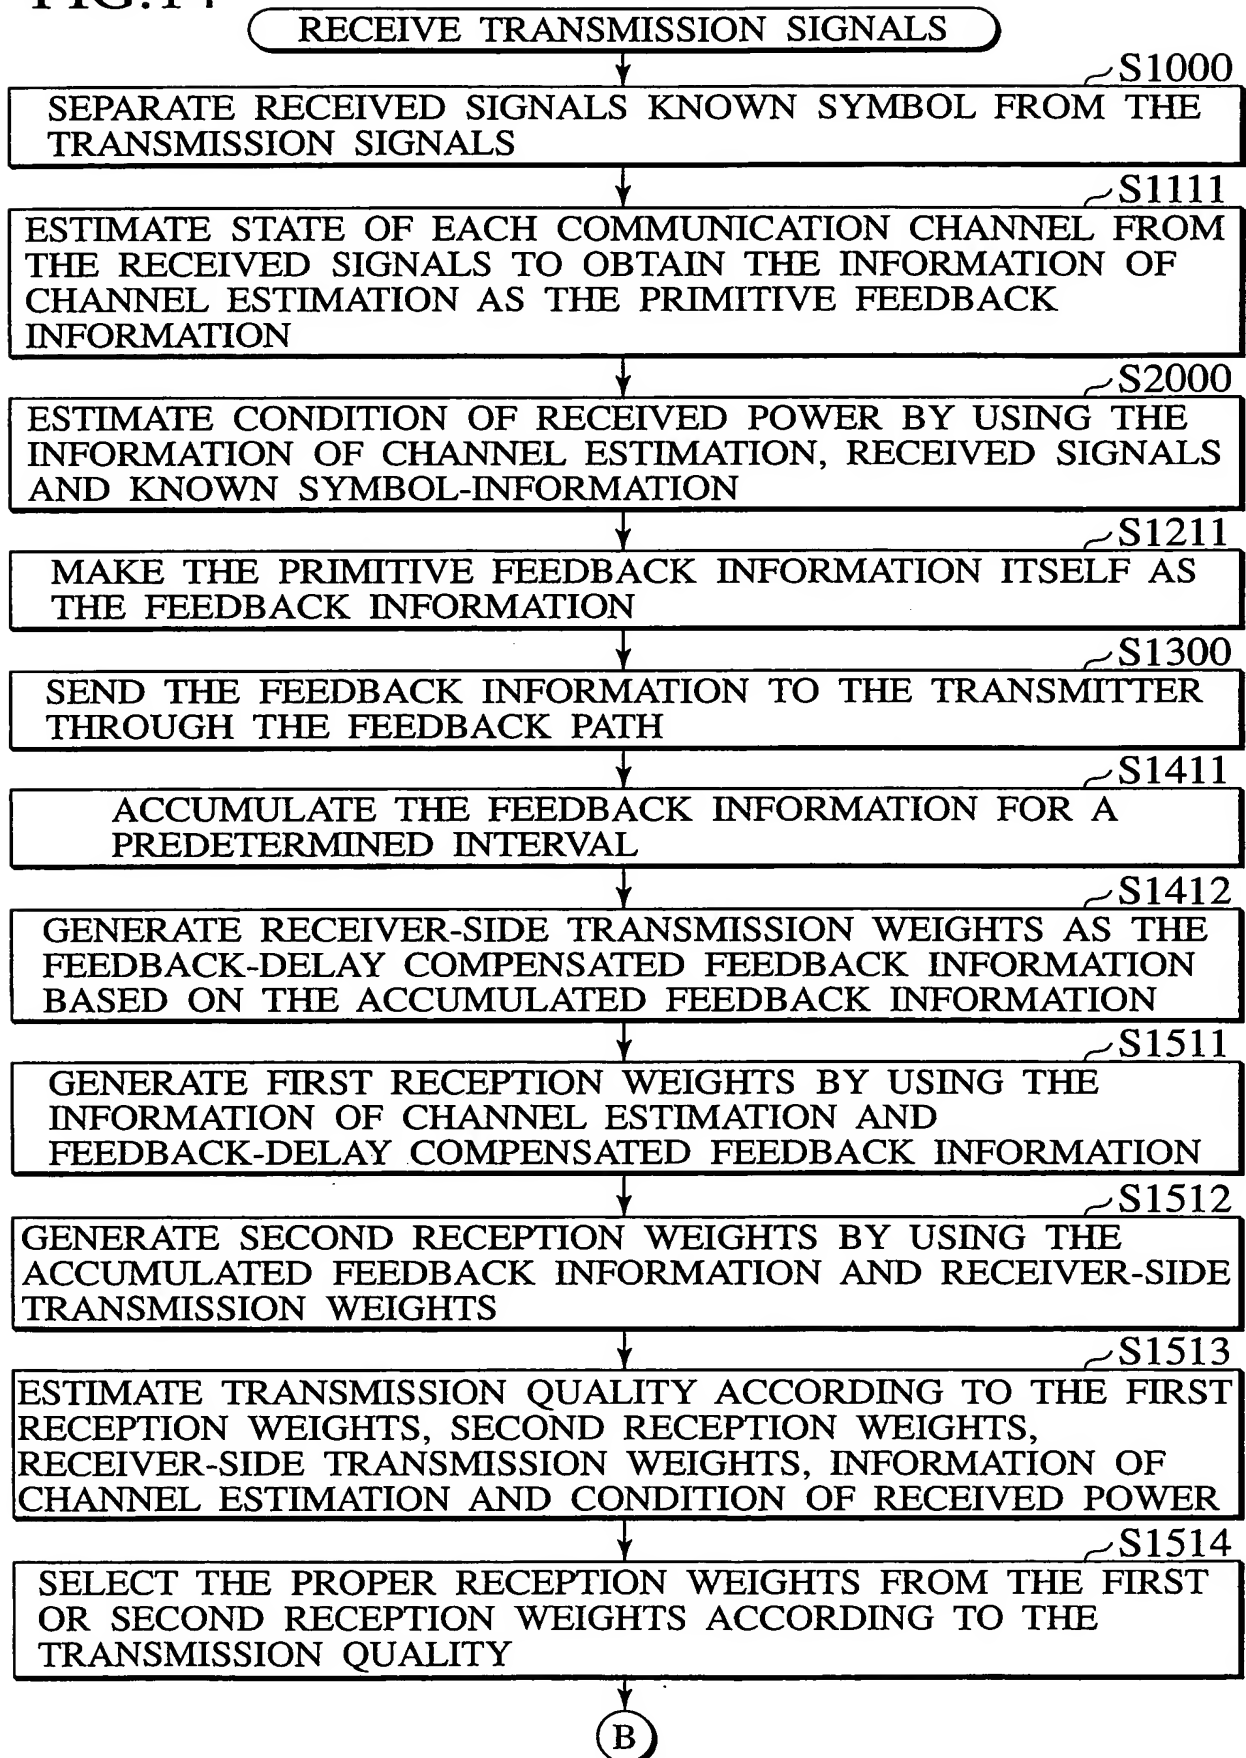 FIG.14
RECEIVE TRANSMISSION SIGNALS
S1000
SEPARATE RECEIVED SIGNALS KNOWN SYMBOL FROM THE
TRANSMISSION SIGNALS
S1111
ESTIMATE STATE OF EACH COMMUNICATION CHANNEL FROM
THE RECEIVED SIGNALS TO OBTAIN THE INFORMATION OF
CHANNEL ESTIMATION AS THE PRIMITIVE FEEDBACK
INFORMATION
S2000
ESTIMATE CONDITION OF RECEIVED POWER BY USING THE
INFORMATION OF CHANNEL ESTIMATION, RECEIVED SIGNALS
AND KNOWN SYMBOL-INFORMATION
S1211
MAKE THE PRIMITIVE FEEDBACK INFORMATION ITSELF AS
THE FEEDBACK INFORMATION
S1300
SEND THE FEEDBACK INFORMATION TO THE TRANSMITTER
THROUGH THE FEEDBACK PATH
S1411
ACCUMULATE THE FEEDBACK INFORMATION FOR A
PREDETERMINED INTERVAL
S1412
GENERATE RECEIVER-SIDE TRANSMISSION WEIGHTS AS THE
FEEDBACK-DELAY COMPENSATED FEEDBACK INFORMATION
BASED ON THE ACCUMULATED FEEDBACK INFORMATION
S1511
GENERATE FIRST RECEPTION WEIGHTS BY USING THE
INFORMATION OF CHANNEL ESTIMATION AND
FEEDBACK-DELAY COMPENSATED FEEDBACK INFORMATION
S1512
GENERATE SECOND RECEPTION WEIGHTS BY USING THE
ACCUMULATED FEEDBACK INFORMATION AND RECEIVER-SIDE
TRANSMISSION WEIGHTS
S1513
ESTIMATE TRANSMISSION QUALITY ACCORDING TO THE FIRST
RECEPTION WEIGHTS, SECOND RECEPTION WEIGHTS,
RECEIVER-SIDE TRANSMISSION WEIGHTS, INFORMATION OF
CHANNEL ESTIMATION AND CONDITION OF RECEIVED POWER
S1514
SELECT THE PROPER RECEPTION WEIGHTS FROM THE FIRST
OR SECOND RECEPTION WEIGHTS ACCORDING TO THE
TRANSMISSION QUALITY
B